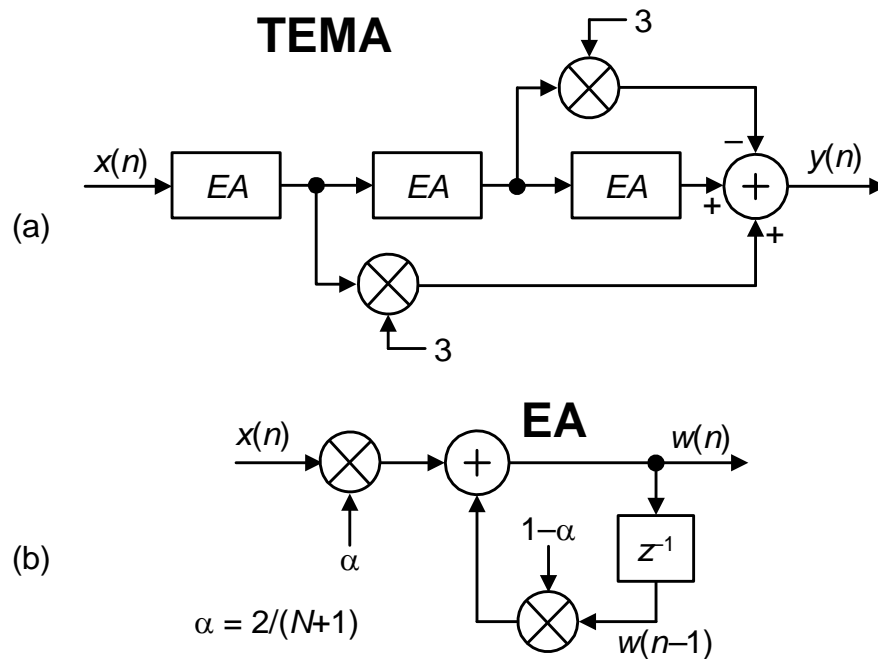 TEMA
3
x(n)
EA
EA
EA
–
+
+
+
y(n)
(a)
3
EA
x(n)
+
w(n)
α
1–α
z⁻¹
(b)
α = 2/(N+1)
w(n–1)